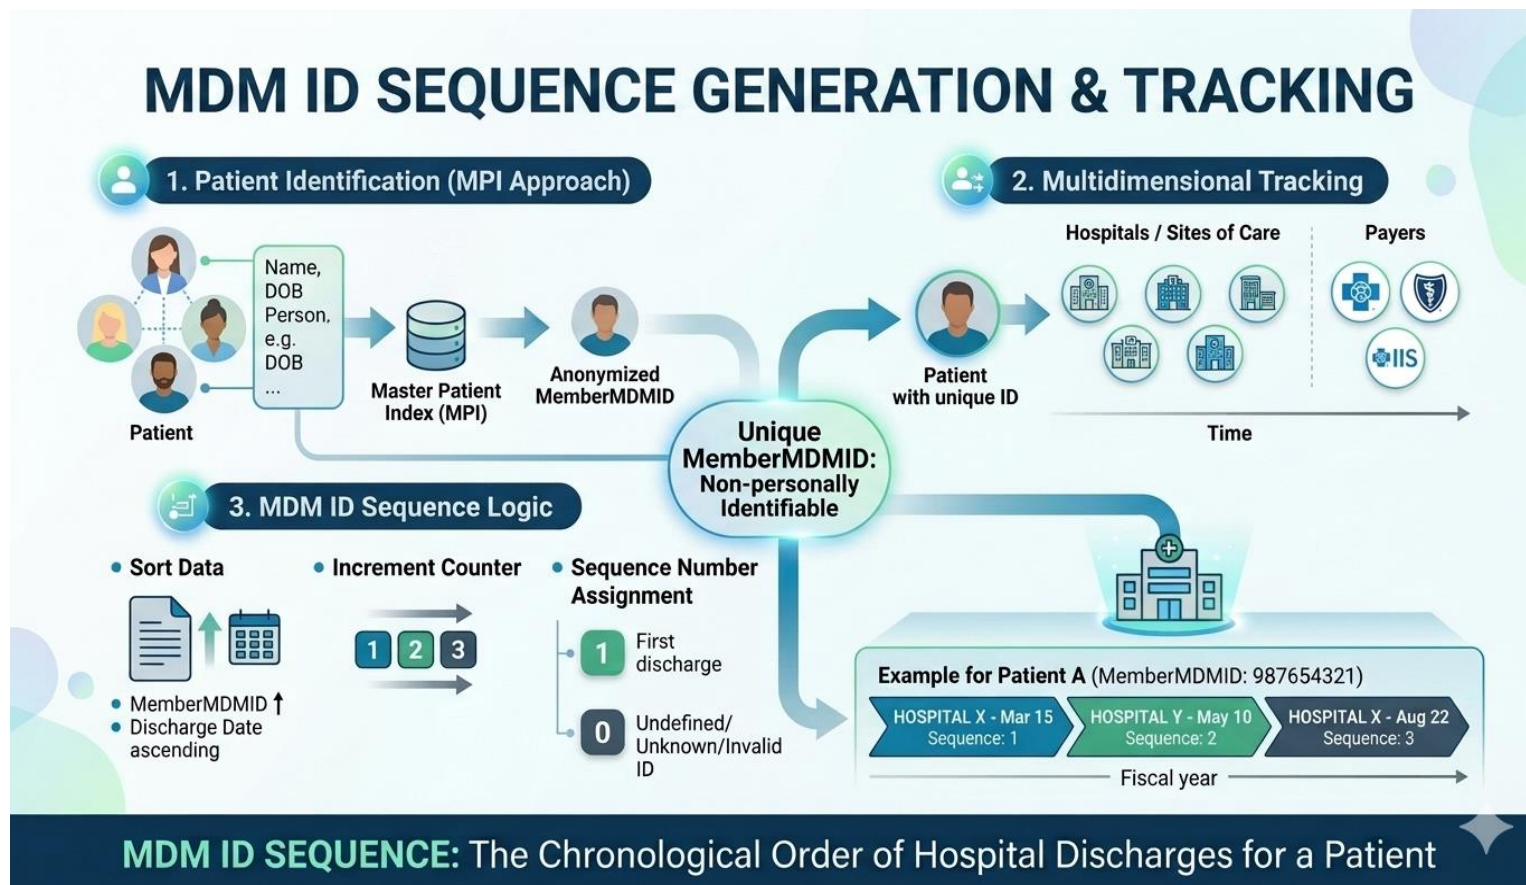 MDM ID SEQUENCE GENERATION & TRACKING
1. Patient Identification (MPI Approach)
Name,
DOB
Person,
e.g.
DOB
...
Patient
Master Patient
Index (MPI)
Anonymized
MemberMDMID
Unique
MemberMDMID:
Non-personally
Identifiable
2. Multidimensional Tracking
Patient
with unique ID
Hospitals / Sites of Care
Payers
IIS
Time
3. MDM ID Sequence Logic
• Sort Data
• MemberMDMID ↑
• Discharge Date
ascending
• Increment Counter
1 2 3
• Sequence Number
Assignment
1 First
discharge
0 Undefined/
Unknown/Invalid
ID
Example for Patient A (MemberMDMID: 987654321)
HOSPITAL X - Mar 15
Sequence: 1
HOSPITAL Y - May 10
Sequence: 2
HOSPITAL X - Aug 22
Sequence: 3
Fiscal year
MDM ID SEQUENCE: The Chronological Order of Hospital Discharges for a Patient